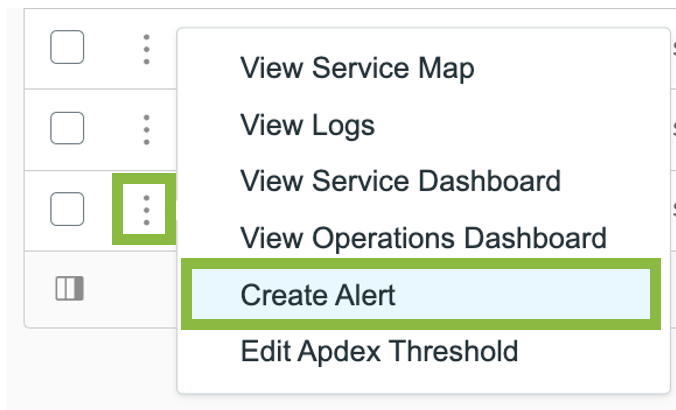 View Service Map
View Logs
View Service Dashboard
View Operations Dashboard
Create Alert
Edit Apdex Threshold